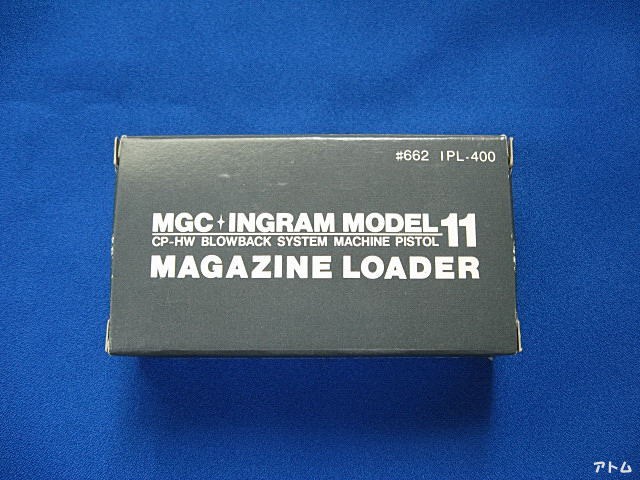 #662 IPL-400
MGC✦INGRAM MODEL 11
CP-HW BLOWBACK SYSTEM MACHINE PISTOL
MAGAZINE LOADER
アトム